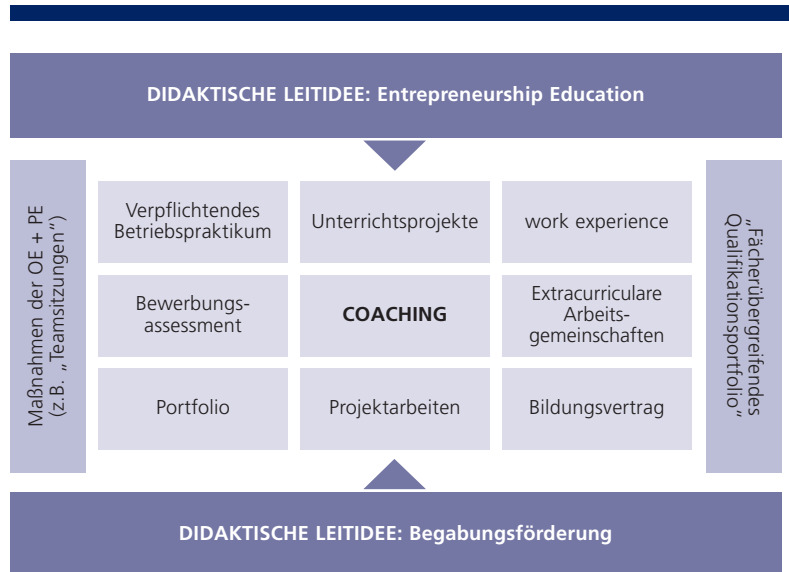 DIDAKTISCHE LEITIDEE: Entrepreneurship Education
Maßnahmen der OE + PE
(z.B. „Teamsitzungen“)
Verpflichtendes
Betriebspraktikum
Unterrichtsprojekte
work experience
Bewerbungs-
assessment
COACHING
Extracurriculare
Arbeits-
gemeinschaften
Portfolio
Projektarbeiten
Bildungsvertrag
„Fächerübergreifendes
Qualifikationsportfolio“
DIDAKTISCHE LEITIDEE: Begabungsförderung